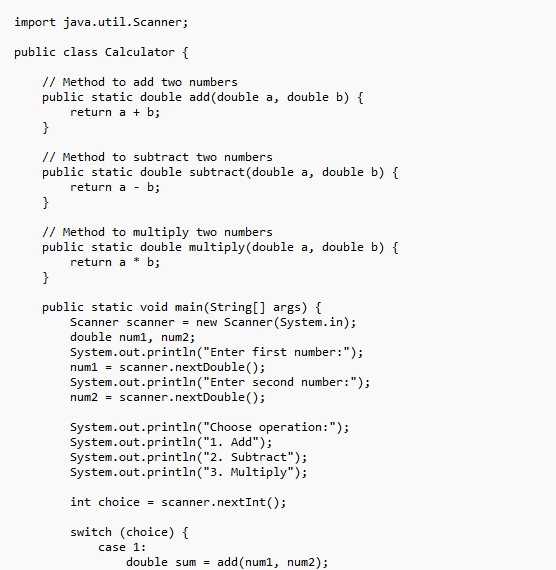 import java.util.Scanner;
public class Calculator {
// Method to add two numbers
public static double add(double a, double b) {
return a + b;
}
// Method to subtract two numbers
public static double subtract(double a, double b) {
return a - b;
}
// Method to multiply two numbers
public static double multiply(double a, double b) {
return a * b;
}
public static void main(String[] args) {
Scanner scanner = new Scanner(System.in);
double num1, num2;
System.out.println("Enter first number:");
num1 = scanner.nextDouble();
System.out.println("Enter second number:");
num2 = scanner.nextDouble();
System.out.println("Choose operation:");
System.out.println("1. Add");
System.out.println("2. Subtract");
System.out.println("3. Multiply");
int choice = scanner.nextInt();
switch (choice) {
case 1:
double sum = add(num1, num2);